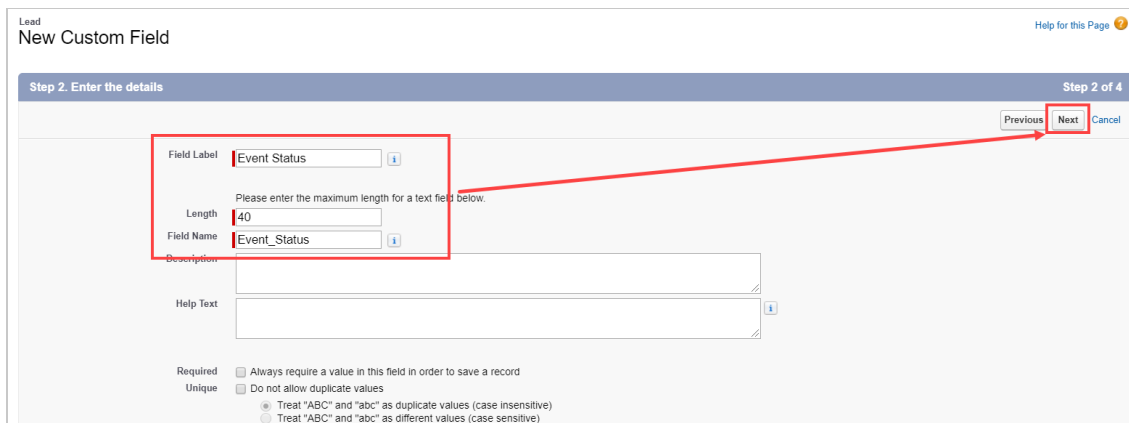 Lead
New Custom Field
Help for this Page
Step 2. Enter the details
Step 2 of 4
Previous Next Cancel
Field Label Event Status
Please enter the maximum length for a text field below.
Length 40
Field Name Event_Status
Description
Help Text
Required Always require a value in this field in order to save a record
Unique Do not allow duplicate values
Treat "ABC" and "abc" as duplicate values (case insensitive)
Treat "ABC" and "abc" as different values (case sensitive)